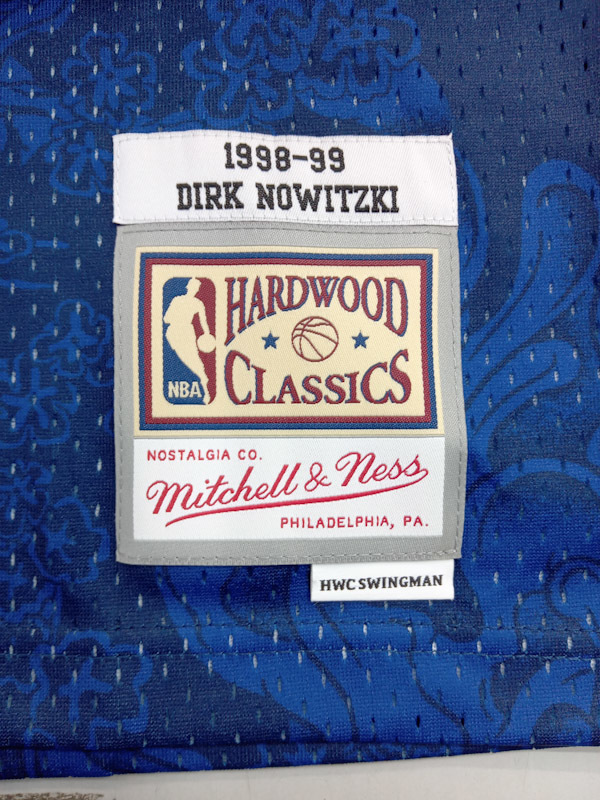 1998-99
DIRK NOWITZKI
HARDWOOD
NBA
CLASSICS
NOSTALGIA CO.
Mitchell & Ness
PHILADELPHIA, PA.
HWC SWINGMAN